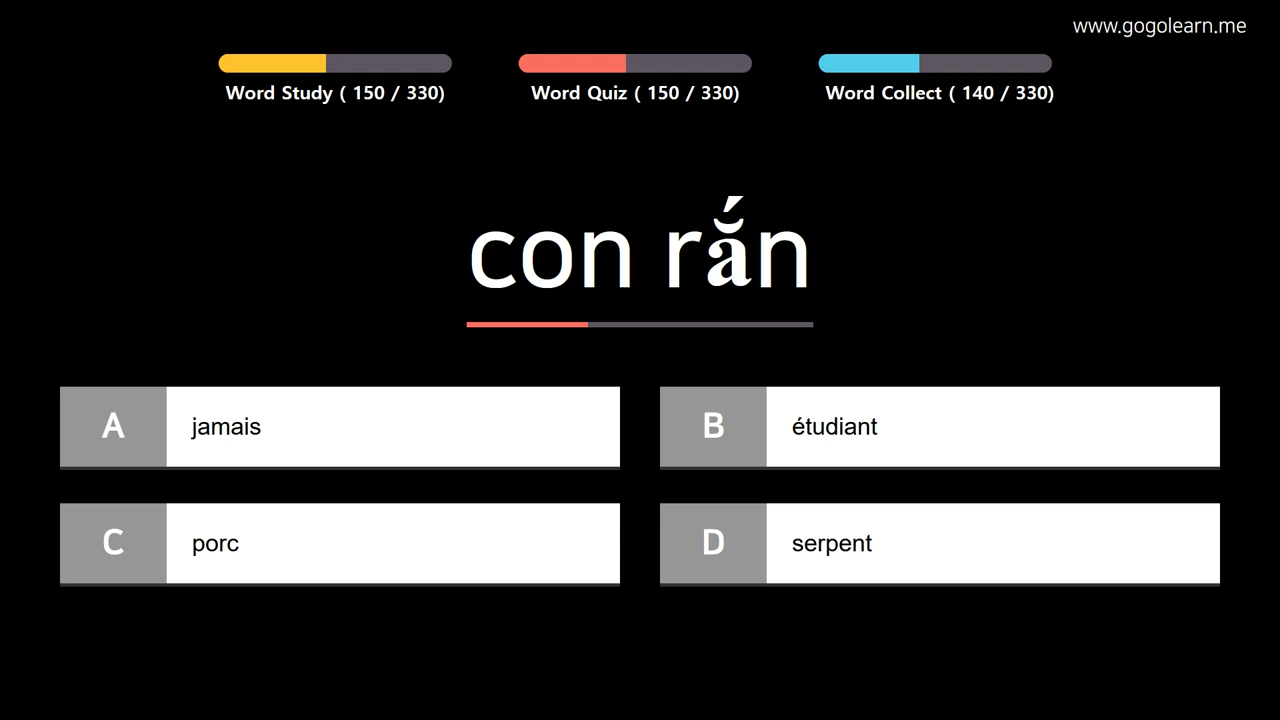 www.gogolearn.me
Word Study ( 150 / 330)
Word Quiz ( 150 / 330)
Word Collect ( 140 / 330)
con rắn
A
jamais
B
étudiant
C
porc
D
serpent